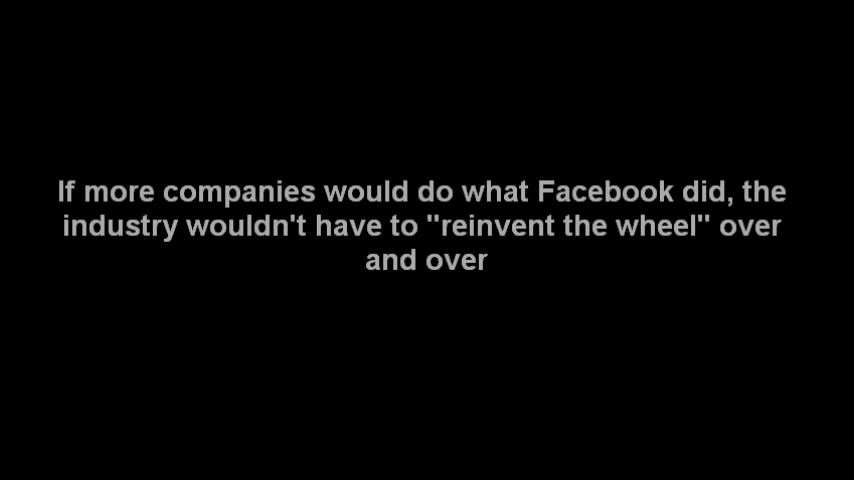 If more companies would do what Facebook did, the
industry wouldn't have to "reinvent the wheel" over
and over